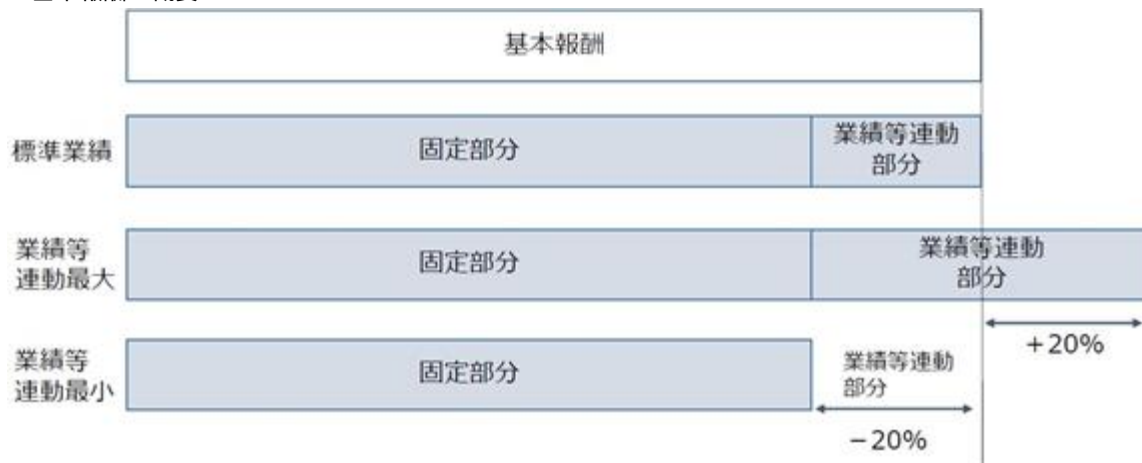 基本報酬
標準業績
固定部分
業績等連動
部分
業績等
連動最大
固定部分
業績等連動
部分
+20%
業績等
連動最小
固定部分
業績等連動
部分
−20%